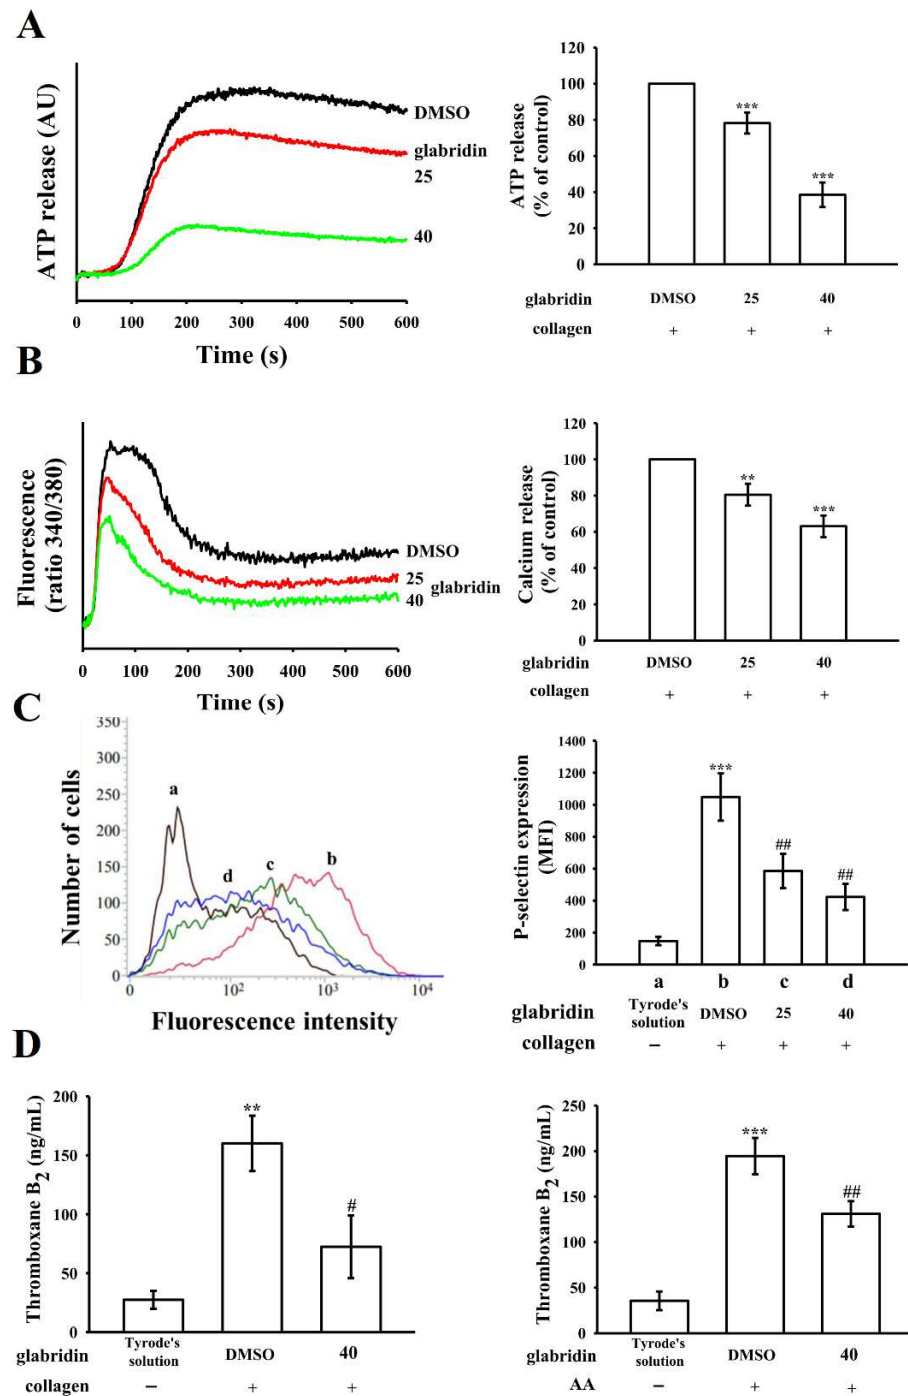 A
ATP release (AU)
DMSO
glabridin
25
40
0 100 200 300 400 500 600
Time (s)
ATP release
(% of control)
120
100
80
60
40
20
0
***
***
glabridin DMSO 25 40
collagen + + +
B
Fluorescence
(ratio 340/380)
DMSO
25
glabridin
40
0 100 200 300 400 500 600
Time (s)
Calcium release
(% of control)
120
100
80
60
40
20
0
**
***
glabridin DMSO 25 40
collagen + + +
C
Number of cells
350
300
250
200
150
100
50
0
a
d c b
0 10² 10³ 10⁴
Fluorescence intensity
P-selectin expression
(MFI)
1400
1200
1000
800
600
400
200
0
***
##
##
a b c d
glabridin Tyrode's solution DMSO 25 40
collagen − + + +
D
Thromboxane B₂ (ng/mL)
200
150
100
50
0
**
#
glabridin Tyrode's solution DMSO 40
collagen − + +
Thromboxane B₂ (ng/mL)
250
200
150
100
50
0
***
##
glabridin Tyrode's solution DMSO 40
AA − + +